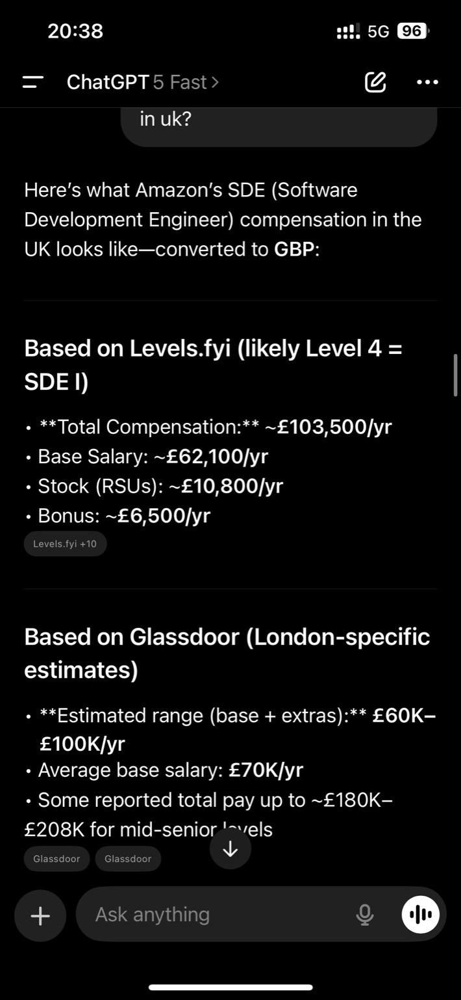 20:38
5G 96
ChatGPT 5 Fast >
in uk?
Here’s what Amazon’s SDE (Software
Development Engineer) compensation in the
UK looks like—converted to GBP:
Based on Levels.fyi (likely Level 4 =
SDE I)
• **Total Compensation:** ~£103,500/yr
• Base Salary: ~£62,100/yr
• Stock (RSUs): ~£10,800/yr
• Bonus: ~£6,500/yr
Levels.fyi +10
Based on Glassdoor (London-specific
estimates)
• **Estimated range (base + extras):** £60K–
£100K/yr
• Average base salary: £70K/yr
• Some reported total pay up to ~£180K–
£208K for mid-senior levels
Glassdoor Glassdoor
Ask anything